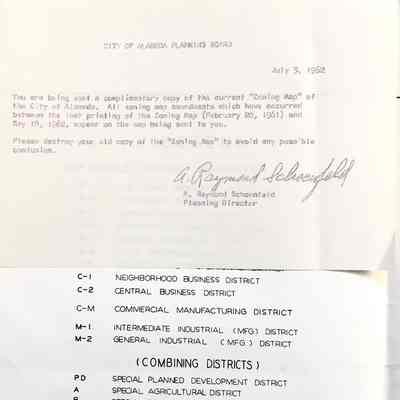 CITY OF ALAMEDA PLANNING BOARD
July 3, 1962
You are being sent a complimentary copy of the current "Zoning Map" of
the City of Alameda. All zoning map amendments which have occurred
between the last printing of the Zoning Map (February 28, 1961) and
May 18, 1962, appear on the map being sent to you.
Please destroy your old copy of the "Zoning Map" to avoid any possible
confusion.
A. Raymond Schoenfeld
A. Raymond Schoenfeld
Planning Director
C-1 NEIGHBORHOOD BUSINESS DISTRICT
C-2 CENTRAL BUSINESS DISTRICT
C-M COMMERCIAL MANUFACTURING DISTRICT
M-1 INTERMEDIATE INDUSTRIAL (MFG) DISTRICT
M-2 GENERAL INDUSTRIAL (MFG.) DISTRICT
(COMBINING DISTRICTS)
PD SPECIAL PLANNED DEVELOPMENT DISTRICT
A SPECIAL AGRICULTURAL DISTRICT